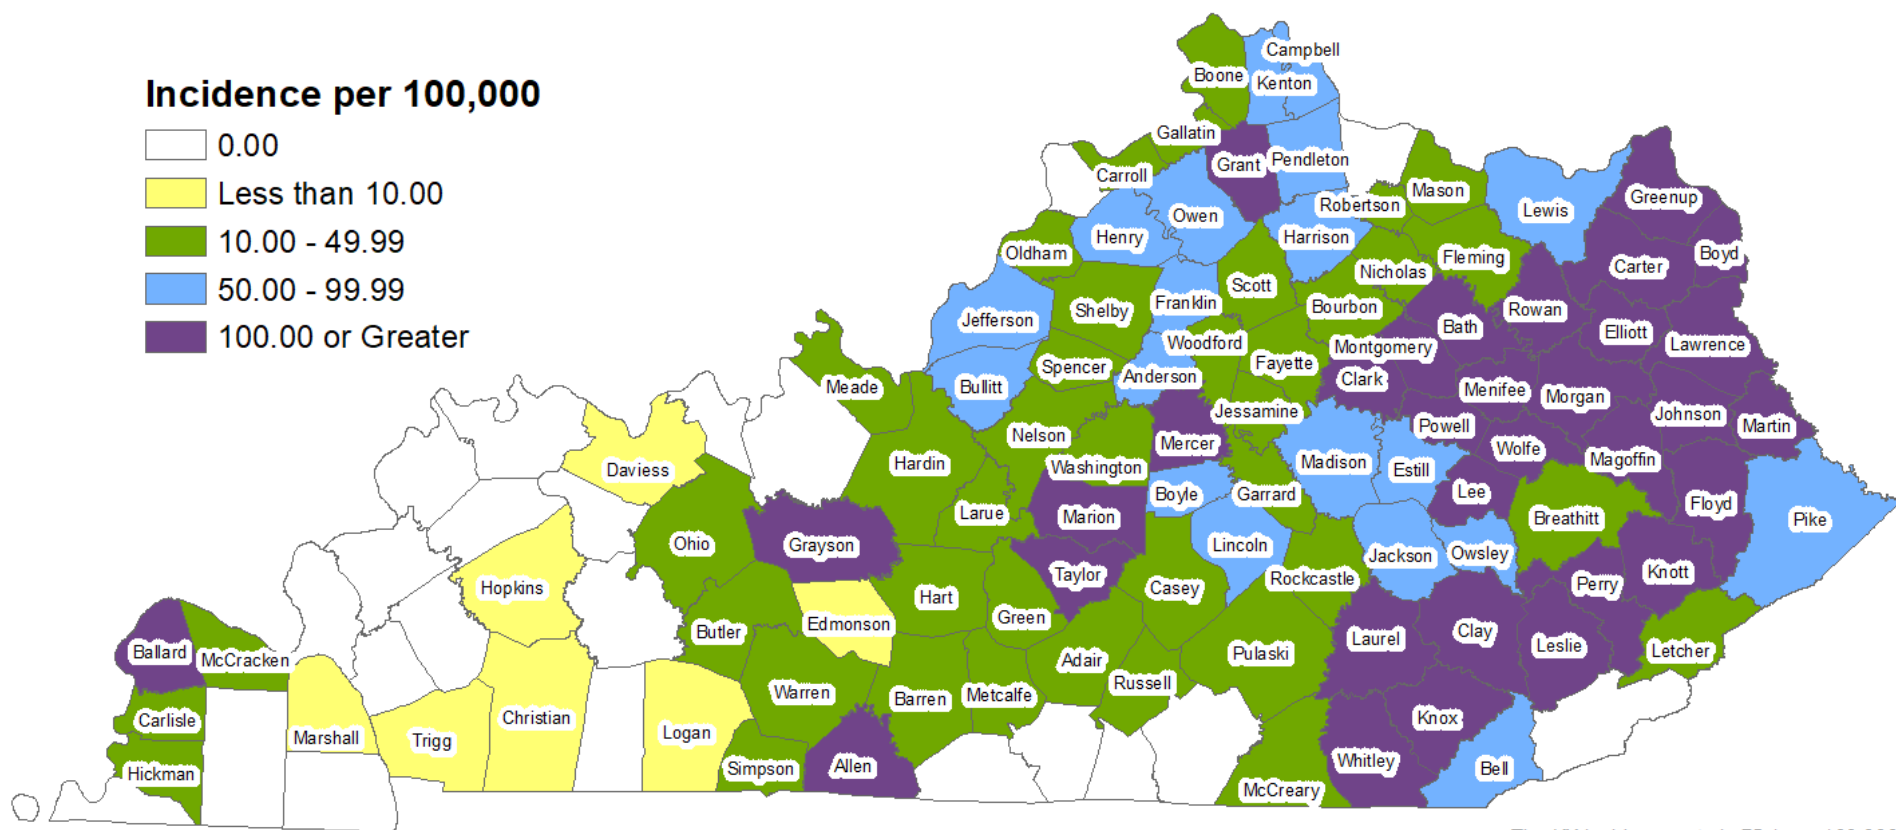 Incidence per 100,000
0.00
Less than 10.00
10.00 - 49.99
50.00 - 99.99
100.00 or Greater
Campbell
Boone
Kenton
Gallatin
Grant
Pendleton
Carroll
Mason
Robertson
Greenup
Owen
Lewis
Henry
Harrison
Oldham
Boyd
Fleming
Carter
Nicholas
Scott
Franklin
Bourbon
Shelby
Rowan
Jefferson
Bath
Elliott
Woodford
Lawrence
Montgomery
Fayette
Spencer
Anderson
Clark
Bullitt
Meade
Menifee
Morgan
Jessamine
Johnson
Powell
Martin
Nelson
Mercer
Wolfe
Hardin
Washington
Madison
Estill
Magoffin
Daviess
Boyle
Garrard
Lee
Floyd
Larue
Marion
Breathitt
Pike
Ohio
Grayson
Lincoln
Jackson
Owsley
Taylor
Rockcastle
Knott
Perry
Hopkins
Casey
Hart
Green
Edmonson
Butler
Clay
Laurel
Leslie
Ballard
McCracken
Pulaski
Letcher
Adair
Russell
Warren
Barren
Metcalfe
Carlisle
Christian
Knox
Marshall
Trigg
Logan
Whitley
Simpson
Allen
Bell
Hickman
McCreary